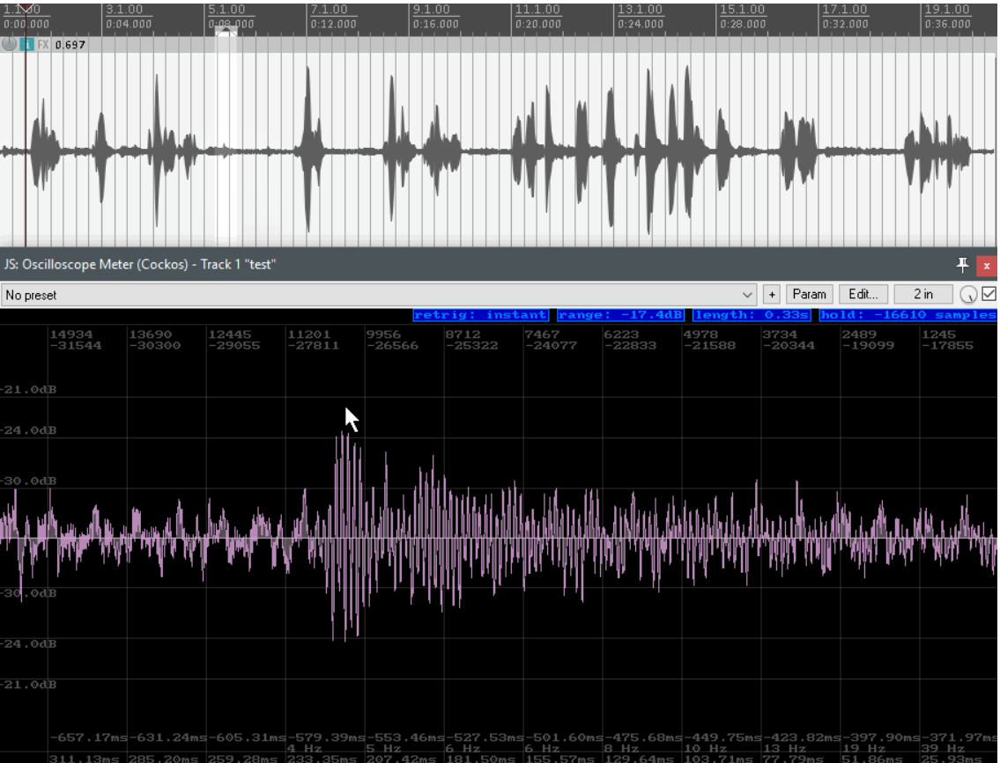 1.1.00 3.1.00 5.1.00 7.1.00 9.1.00 11.1.00 13.1.00 15.1.00 17.1.00 19.1.00
0:00.000 0:04.000 0:08.000 0:12.000 0:16.000 0:20.000 0:24.000 0:28.000 0:32.000 0:36.000
FX 0.697
JS: Oscilloscope Meter (Cockos) - Track 1 "test"
No preset + Param Edit... 2 in
retrig: instant range: -17.4dB length: 0.33s hold: -16610 samples
14934 13690 12445 11201 9956 8712 7467 6223 4978 3734 2489 1245
-31544 -30300 -29055 -27811 -26566 -25322 -24077 -22833 -21588 -20344 -19099 -17855
-21.0dB
-24.0dB
-30.0dB
-30.0dB
-24.0dB
-21.0dB
-657.17ms -631.24ms -605.31ms -579.39ms -553.46ms -527.53ms -501.60ms -475.68ms -449.75ms -423.82ms -397.90ms -371.97ms
4 Hz 5 Hz 6 Hz 6 Hz 8 Hz 10 Hz 13 Hz 19 Hz 39 Hz
311.13ms 285.20ms 259.28ms 233.35ms 207.42ms 181.50ms 155.57ms 129.64ms 103.71ms 77.79ms 51.86ms 25.93ms